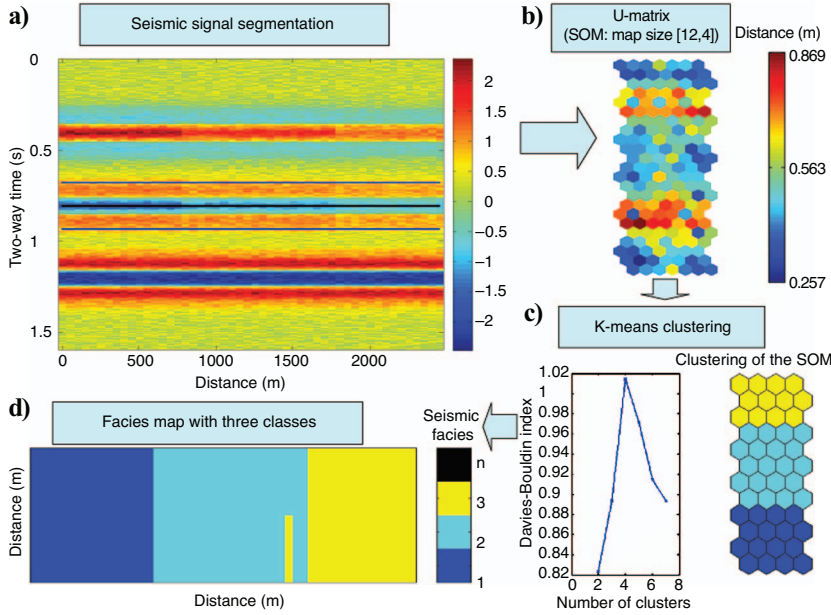 a)
Seismic signal segmentation
0
0.5
1
1.5
Two-way time (s)
0
500
1000
1500
2000
Distance (m)
2
1.5
1
0.5
0
−0.5
−1
−1.5
−2
b)
U-matrix
(SOM: map size [12,4])
Distance (m)
0.869
0.563
0.257
c)
K-means clustering
Clustering of the SOM
1.02
1
0.98
0.96
0.94
0.92
0.9
0.88
0.86
0.84
0.82
Davies-Bouldin index
0
2
4
6
8
Number of clusters
d)
Facies map with three classes
Seismic
facies
n
3
2
1
Distance (m)
Distance (m)